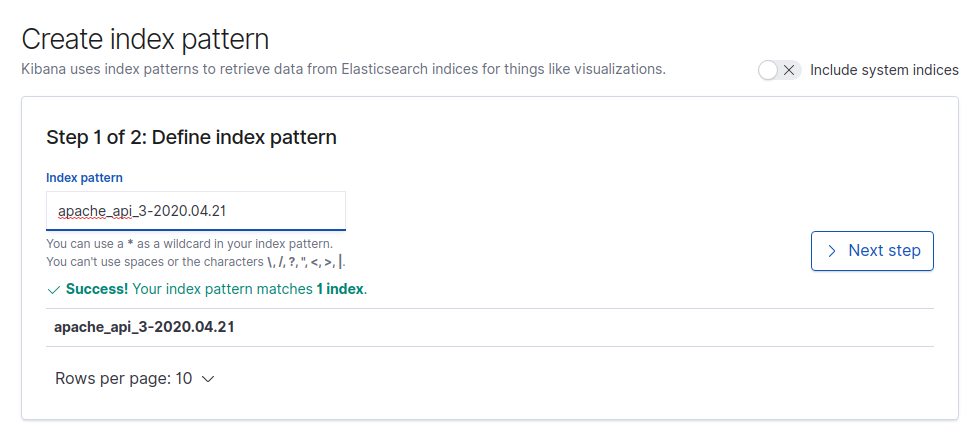 Create index pattern
Kibana uses index patterns to retrieve data from Elasticsearch indices for things like visualizations.
Include system indices
Step 1 of 2: Define index pattern
Index pattern
apache_api_3-2020.04.21
You can use a * as a wildcard in your index pattern.
You can't use spaces or the characters \, /, ?, ", <, >, |.
Next step
Success! Your index pattern matches 1 index.
apache_api_3-2020.04.21
Rows per page: 10